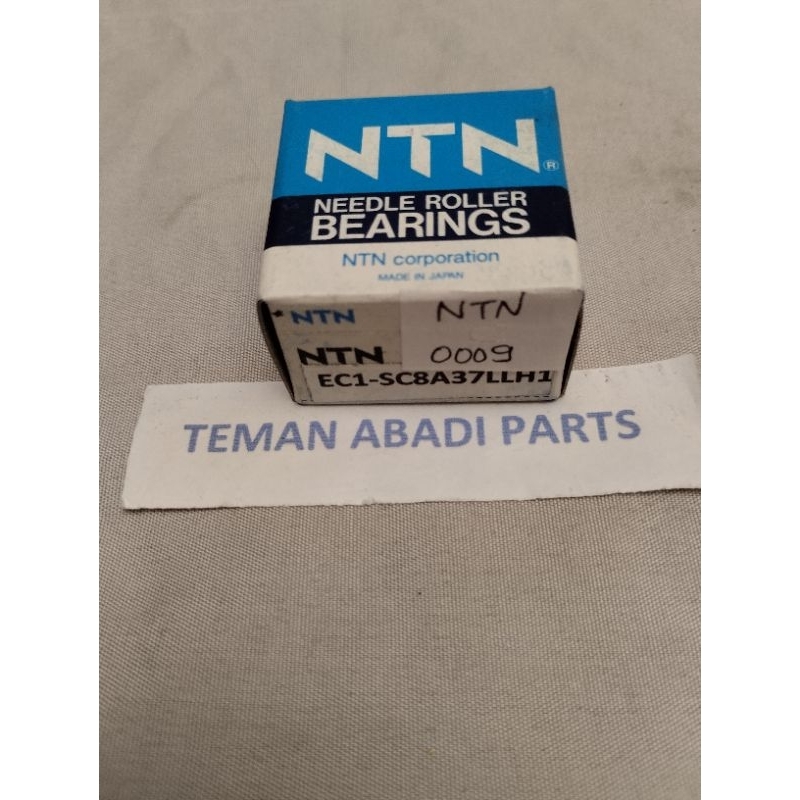 NTN®
NEEDLE ROLLER
BEARINGS
NTN corporation
MADE IN JAPAN
NTN NTN
NTN 0009
EC1-SC8A37LLH1
TEMAN ABADI PARTS